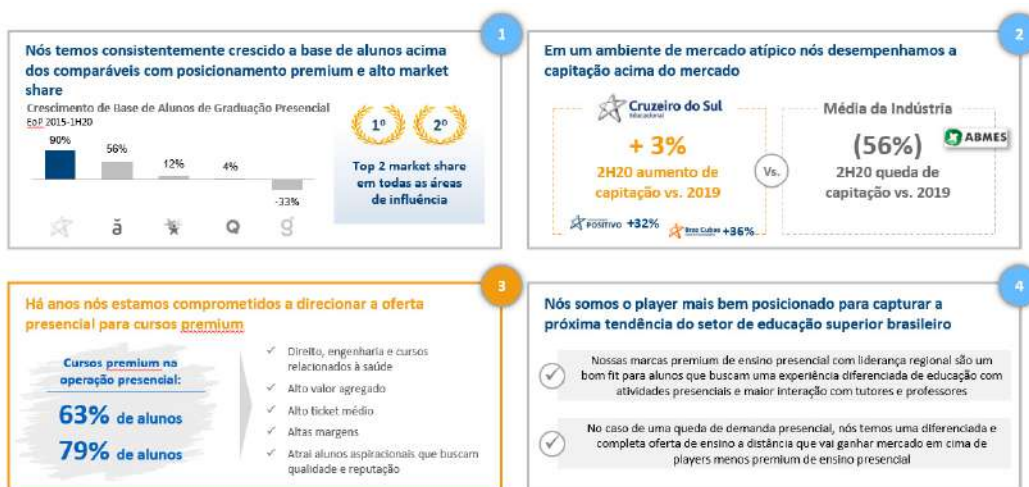 1
Nós temos consistentemente crescido a base de alunos acima
dos comparáveis com posicionamento premium e alto market
share
Crescimento de Base de Alunos de Graduação Presencial
EoP 2015-1H20
90%
56%
12%
4%
-33%
ă
Q
g
1º
2º
Top 2 market share
em todas as áreas
de influência
2
Em um ambiente de mercado atípico nós desempenhamos a
capitação acima do mercado
Cruzeiro do Sul
Educacional
+ 3%
2H20 aumento de
capitação vs. 2019
POSITIVO +32%
Braz Cubas +36%
Vs.
Média da Indústria
(56%)
ABMES
2H20 queda de
capitação vs. 2019
3
Há anos nós estamos comprometidos a direcionar a oferta
presencial para cursos premium
Cursos premium na
operação presencial:
63% de alunos
79% de alunos
Direito, engenharia e cursos
relacionados à saúde
Alto valor agregado
Alto ticket médio
Altas margens
Atrai alunos aspiracionais que buscam
qualidade e reputação
4
Nós somos o player mais bem posicionado para capturar a
próxima tendência do setor de educação superior brasileiro
Nossas marcas premium de ensino presencial com liderança regional são um
bom fit para alunos que buscam uma experiência diferenciada de educação com
atividades presenciais e maior interação com tutores e professores
No caso de uma queda de demanda presencial, nós temos uma diferenciada e
completa oferta de ensino a distância que vai ganhar mercado em cima de
players menos premium de ensino presencial